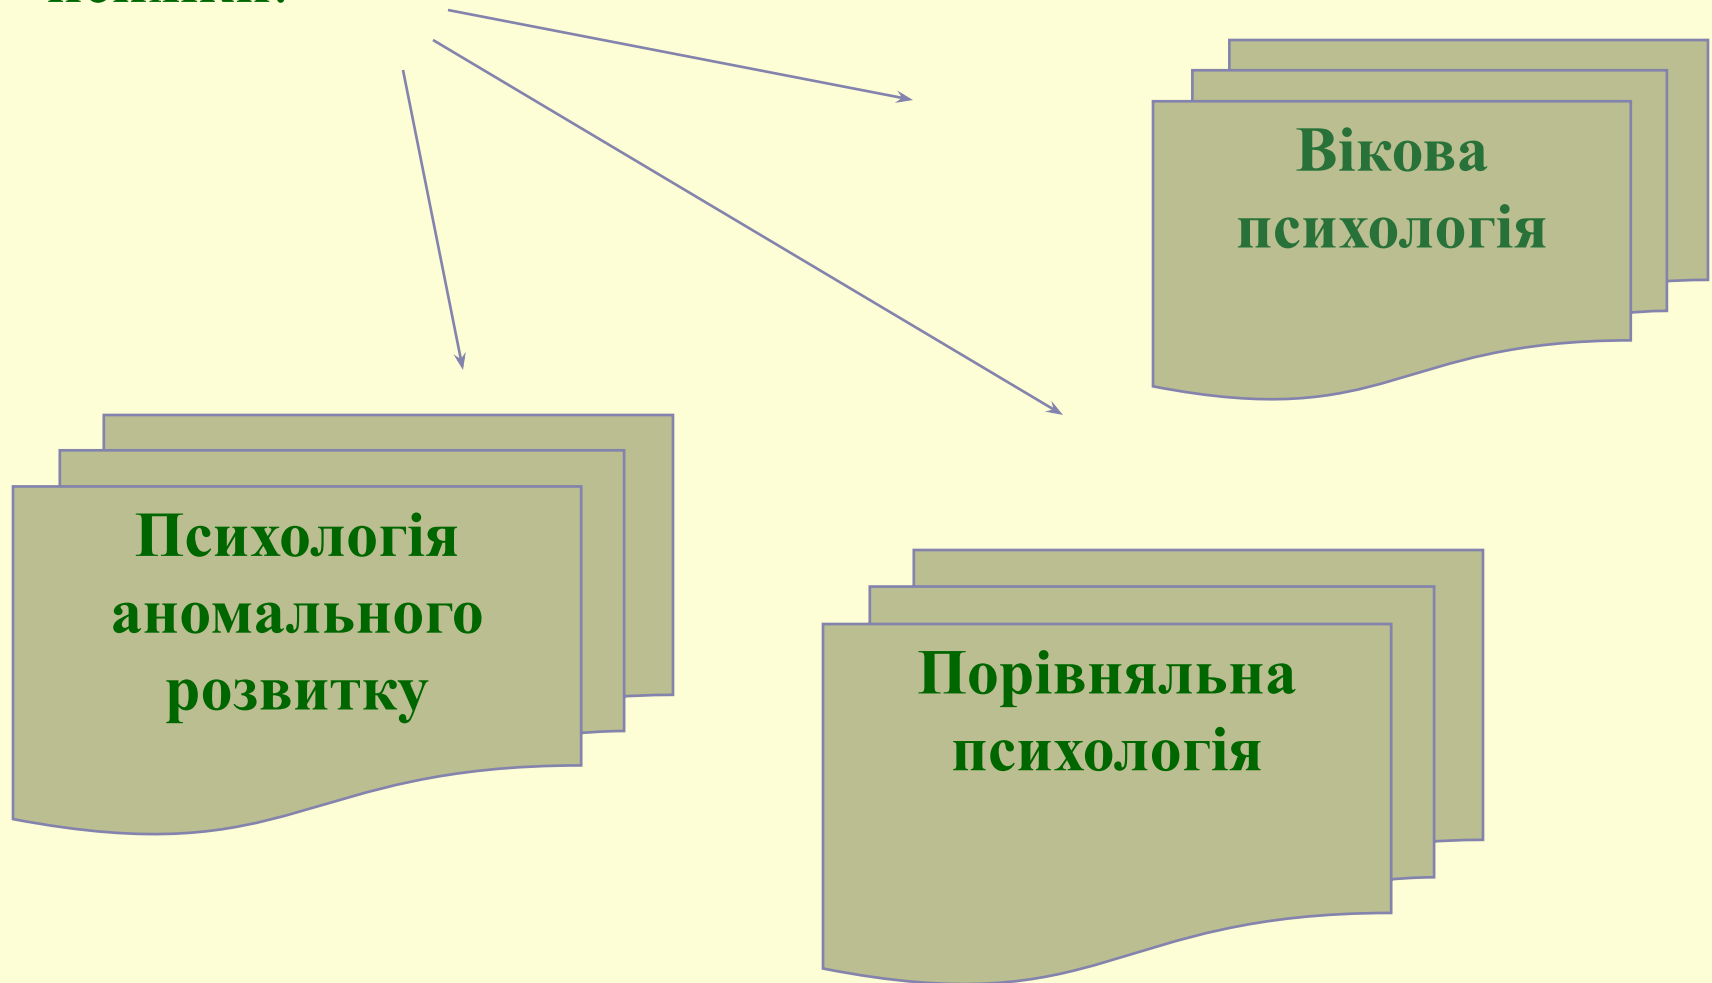 Вікова
психологія
Психологія
аномального
розвитку
Порівняльна
психологія